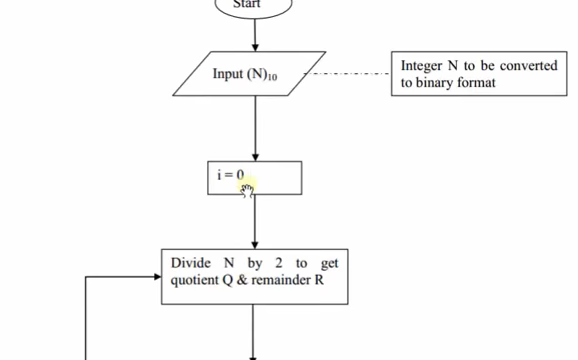 Start
Input (N)₁₀
Integer N to be converted
to binary format
i = 0
Divide N by 2 to get
quotient Q & remainder R